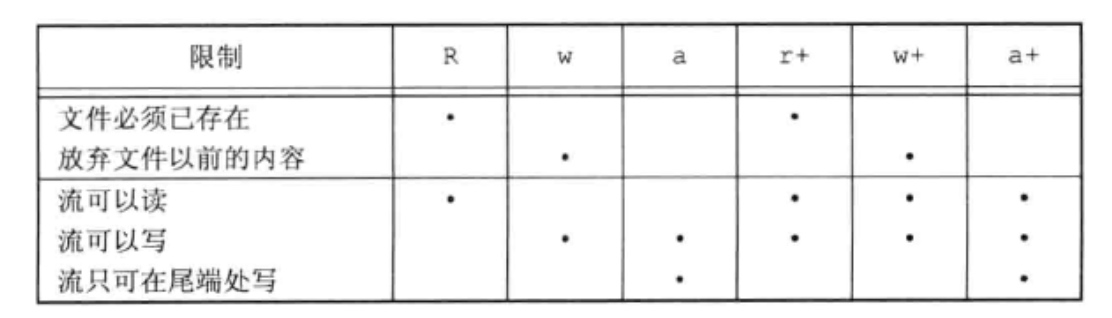 限制 R w a r+ w+ a+
文件必须已存在 • •
放弃文件以前的内容 • •
流可以读 • • • •
流可以写 • • • • •
流只可在尾端处写 • •